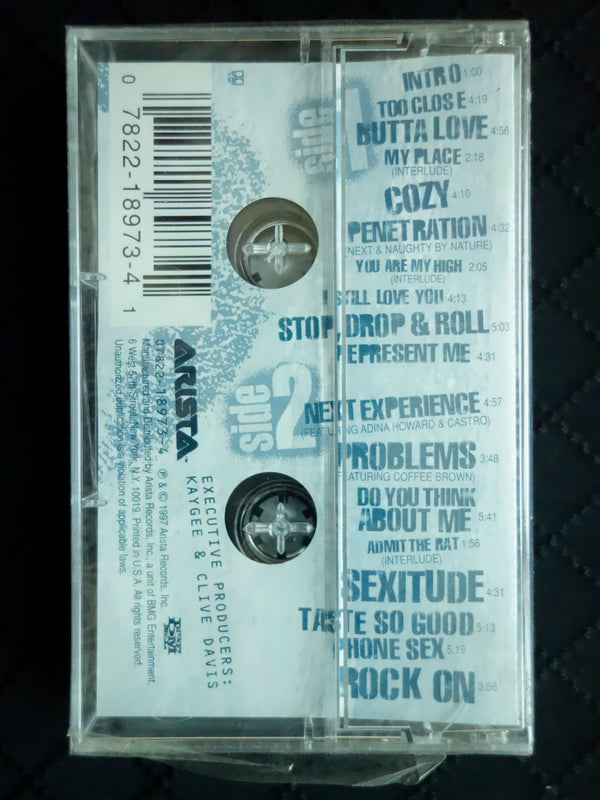 side 1
INTRO 1:00
TOO CLOSE 4:19
BUTTA LOVE 4:56
MY PLACE 2:18
(INTERLUDE)
COZY 4:10
PENETRATION 4:32
(NEXT & NAUGHTY BY NATURE)
YOU ARE MY HIGH 2:05
(INTERLUDE)
I STILL LOVE YOU 4:13
STOP, DROP & ROLL 5:03
REPRESENT ME 4:31
side 2
NEXT EXPERIENCE 4:57
(FEATURING ADINA HOWARD & CASTRO)
PROBLEMS 3:48
(FEATURING COFFEE BROWN)
DO YOU THINK
ABOUT ME 5:41
ADMIT THE RAT 1:56
(INTERLUDE)
SEXITUDE 4:31
TASTE SO GOOD 5:13
PHONE SEX 5:19
ROCK ON 3:56
0 7822-18973-4 1
ARISTA
EXECUTIVE PRODUCERS:
KAYGEE & CLIVE DAVIS
07822-18973-4 ℗ & © 1997 Arista Records, Inc.
Manufactured and Distributed by Arista Records, Inc., a unit of BMG Entertainment,
6 West 57th Street, New York, N.Y. 10019. Printed in U.S.A. All rights reserved.
Unauthorized duplication is a violation of applicable laws.